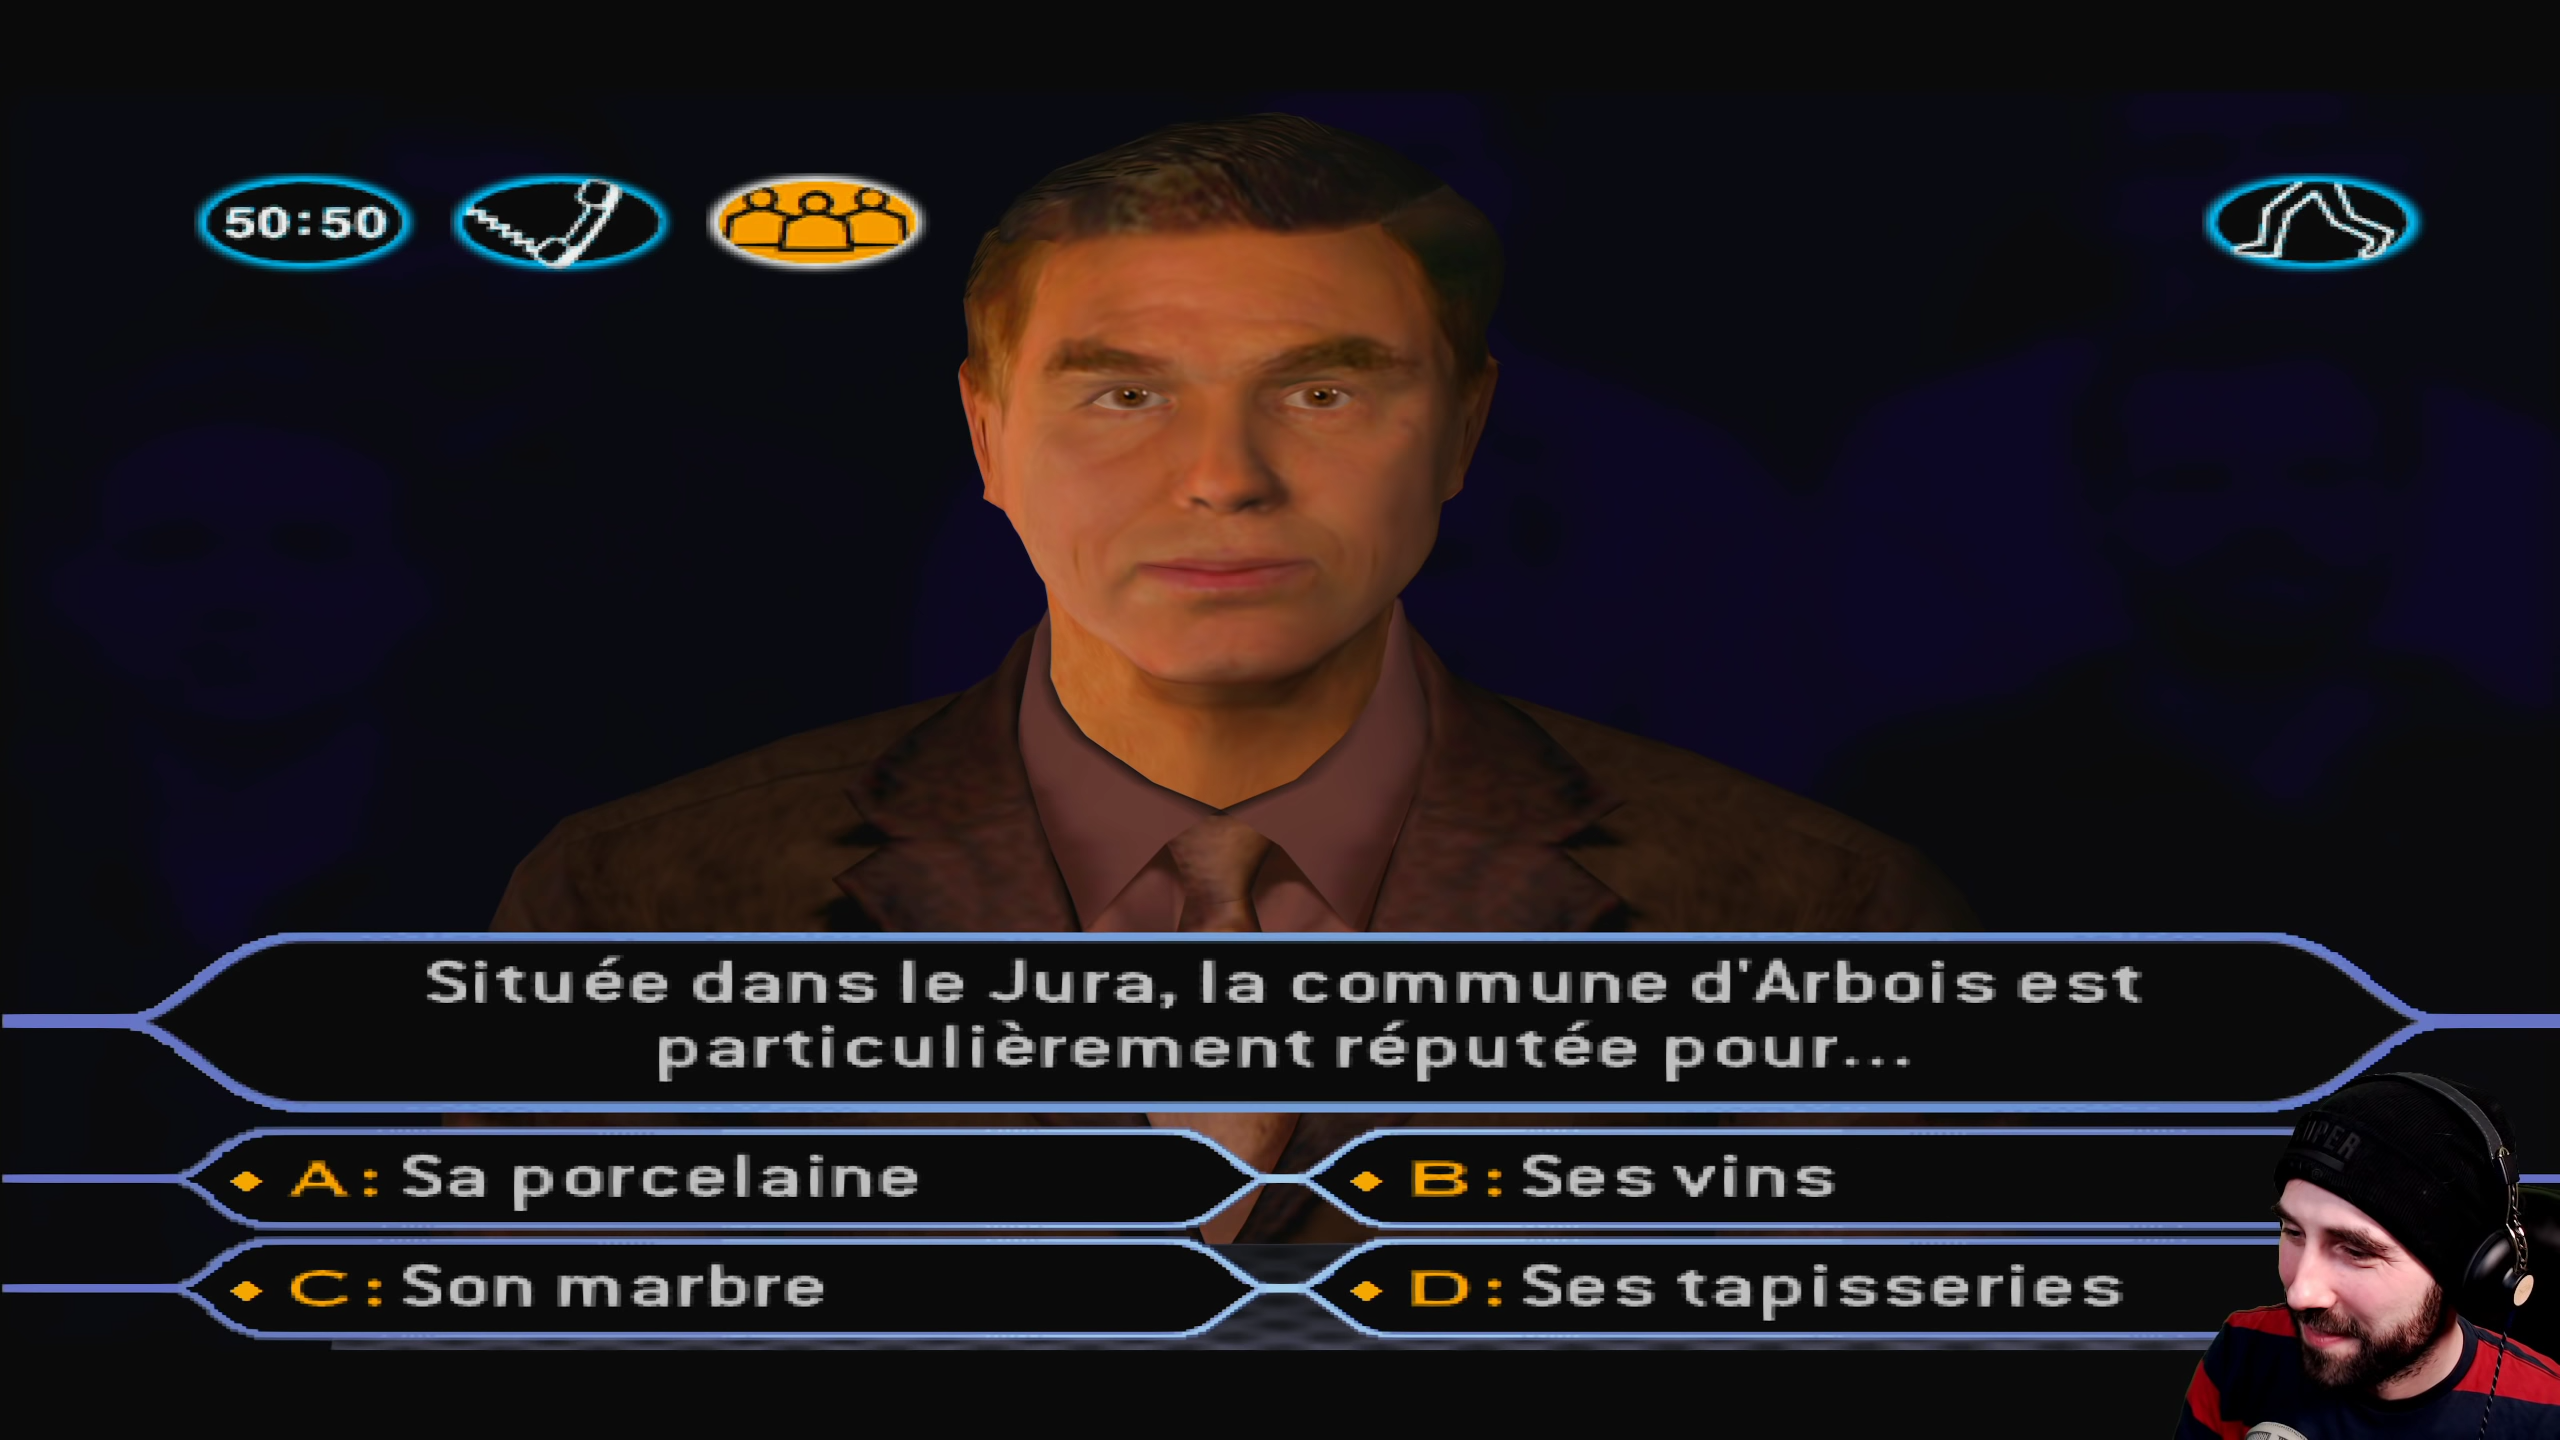 50:50
Située dans le Jura, la commune d'Arbois est
particulièrement réputée pour...
A: Sa porcelaine
B: Ses vins
C: Son marbre
D: Ses tapisseries